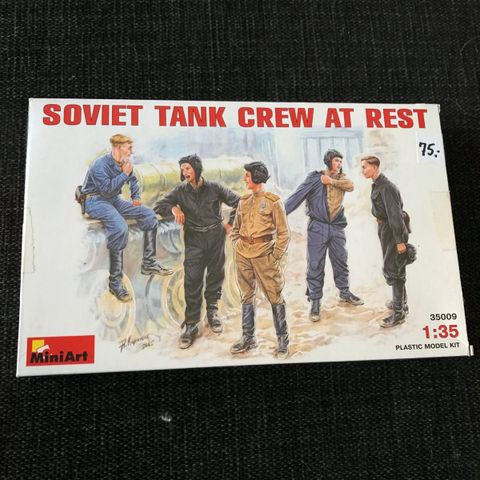 SOVIET TANK CREW AT REST
75:-
35009
1:35
PLASTIC MODEL KIT
MiniArt